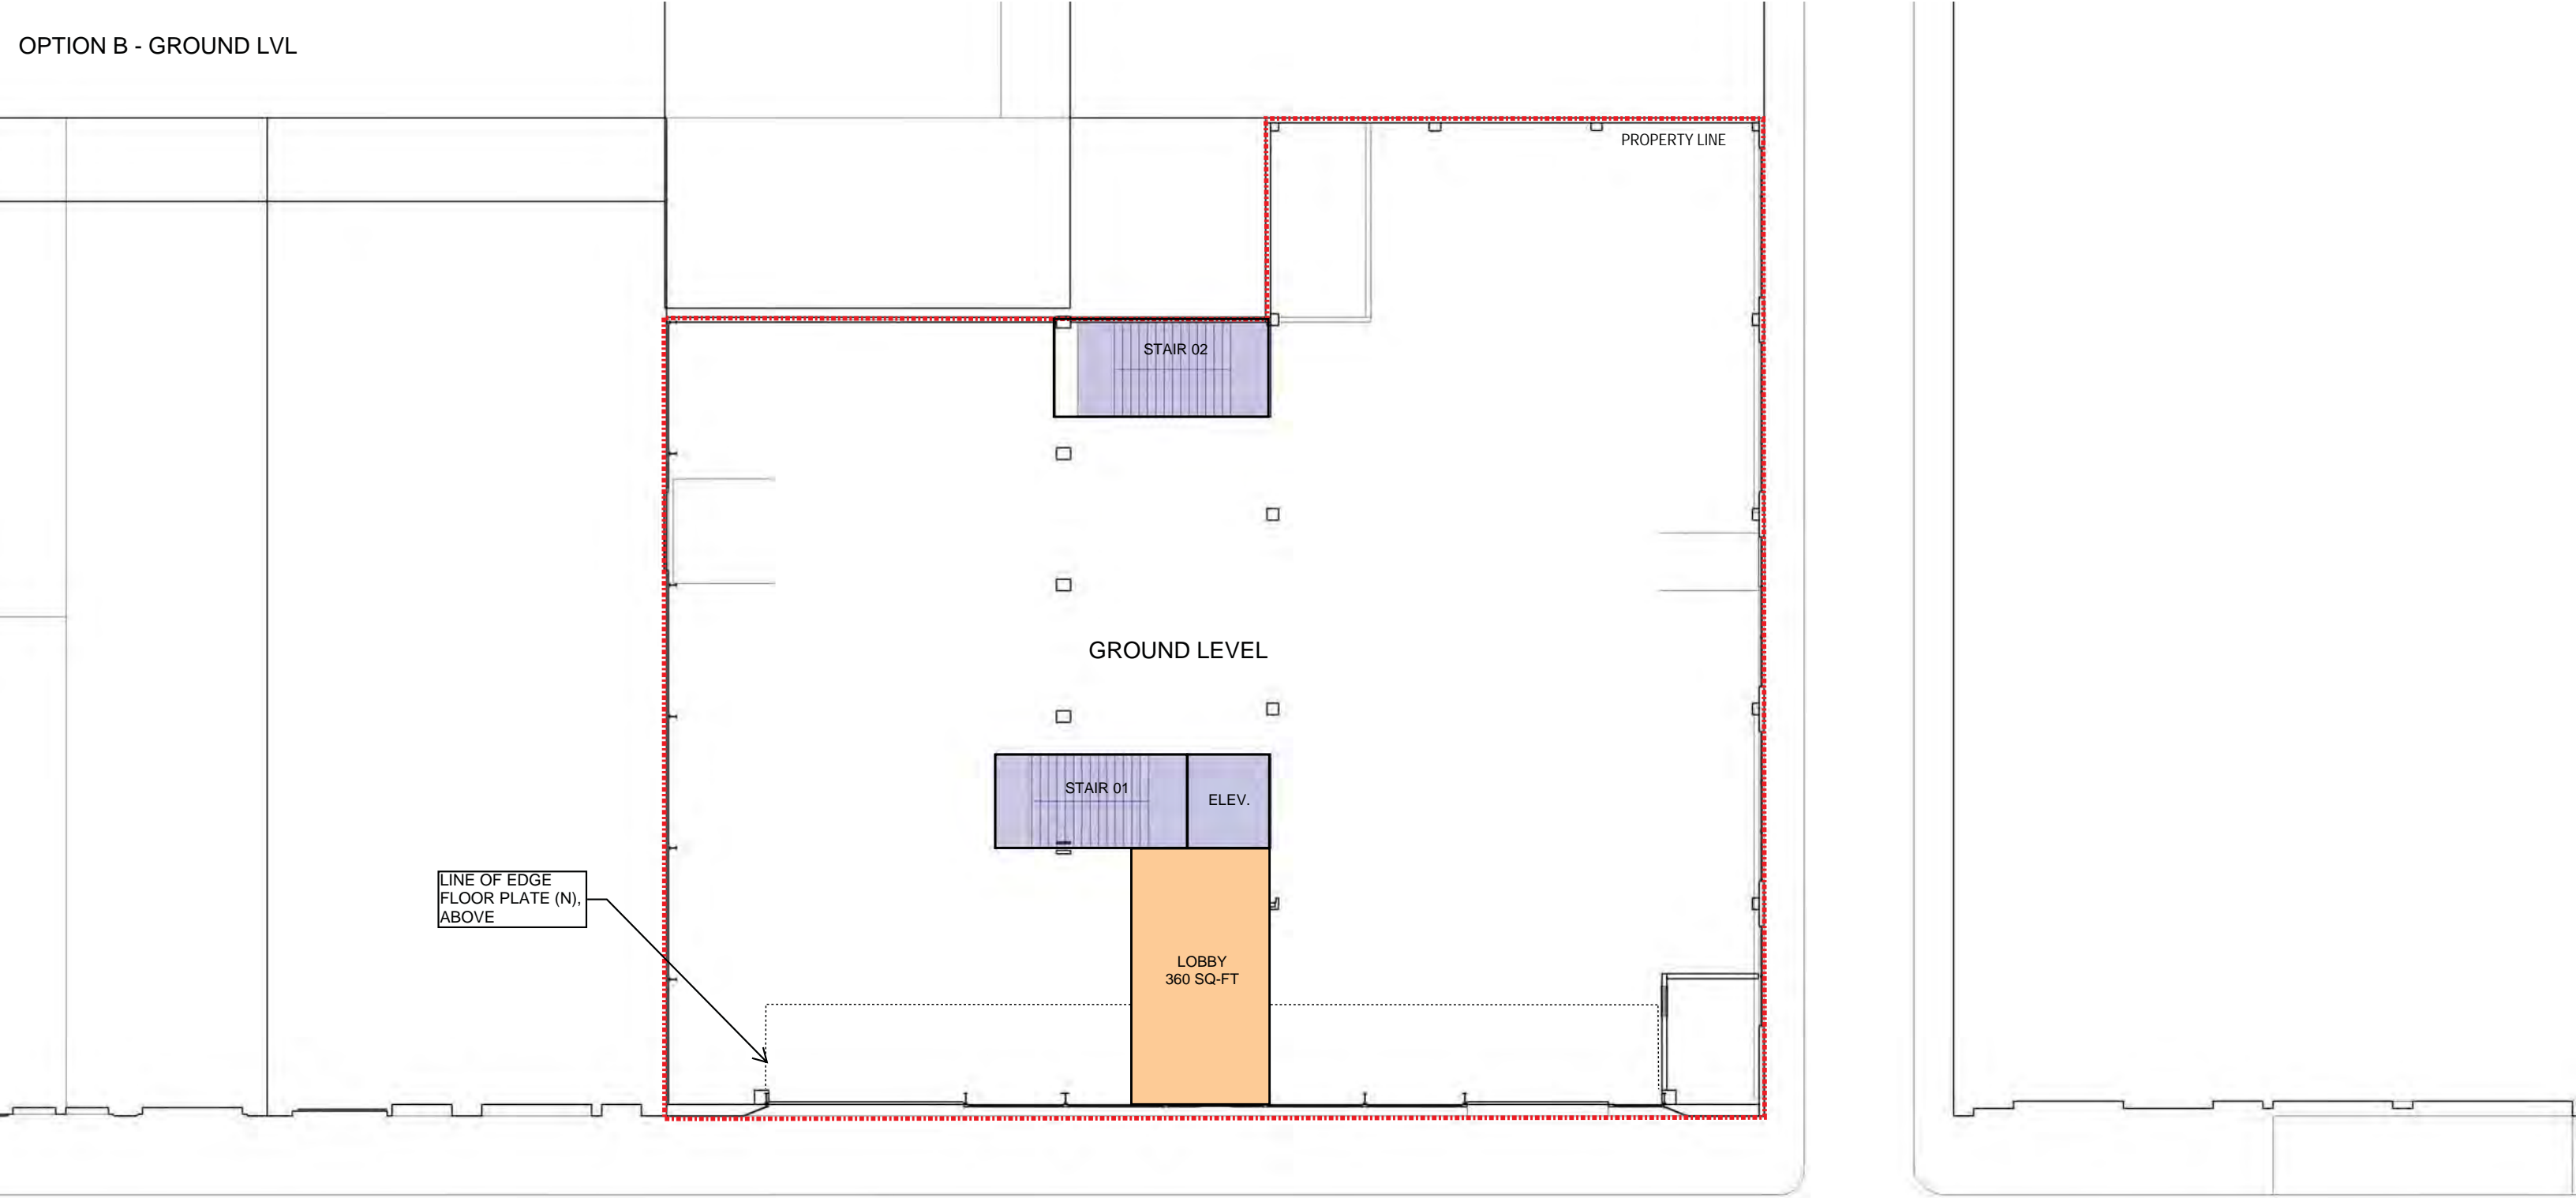 OPTION B - GROUND LVL
PROPERTY LINE
STAIR 02
GROUND LEVEL
STAIR 01
ELEV.
LINE OF EDGE
FLOOR PLATE (N),
ABOVE
LOBBY
360 SQ-FT